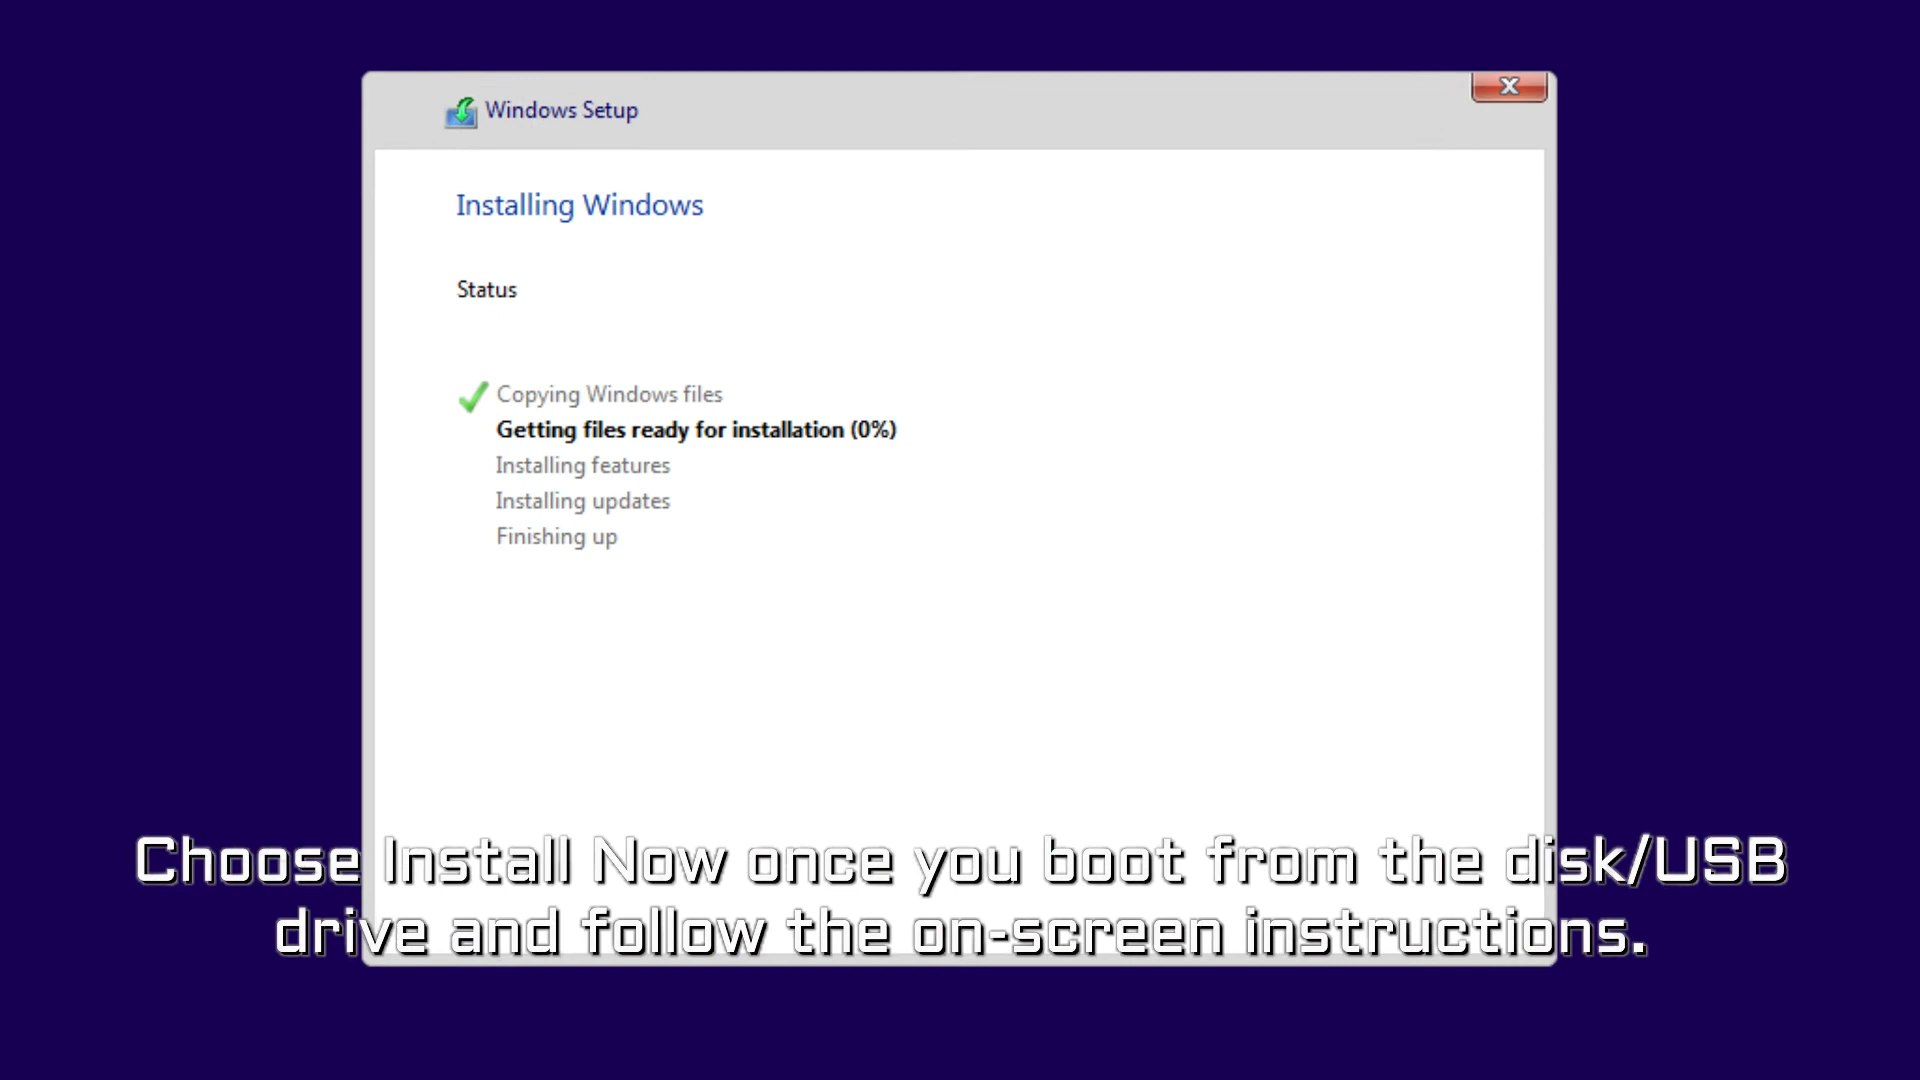 Windows Setup
X
Installing Windows
Status
Copying Windows files
Getting files ready for installation (0%)
Installing features
Installing updates
Finishing up
Choose Install Now once you boot from the disk/USB
drive and follow the on-screen instructions.